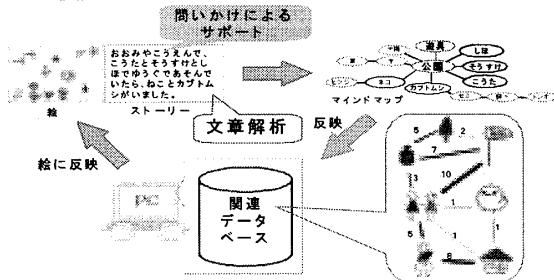 問いかけによる
サポート
おおみやこうえんで、
こうたとそうすけとし
ほでゆうぐであそんで
いたら、ねことカブトム
シがいました。
絵
ストーリー
文章解析
遊具
公園
しほ
そうすけ
こうた
ネコ
カブトムシ
マインドマップ
反映
絵に反映
PC
関連
データ
ベース
5
2
7
3
10
1
5
1
1
8